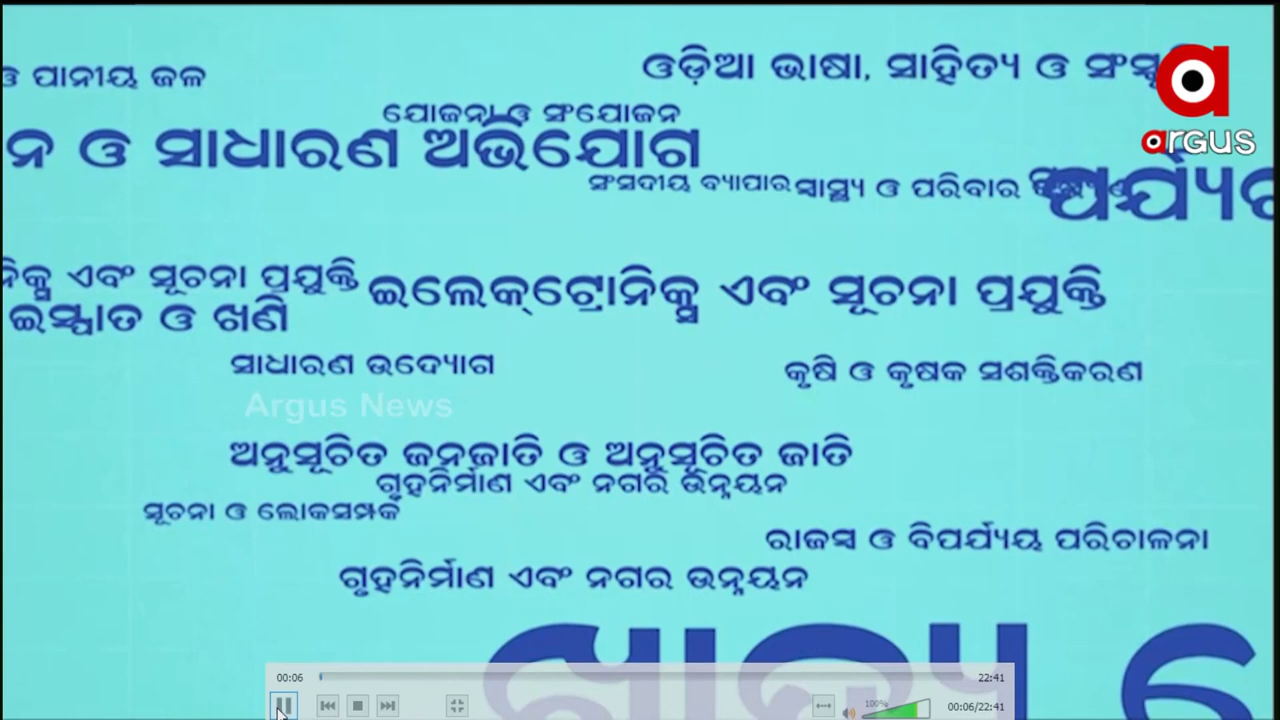 ଓଡ଼ିଆ ଭାଷା, ସାହିତ୍ୟ ଓ
ଓ ପାନୀୟ ଜଳ
ଯୋଜନା ଓ ସଂଯୋଜନ
argus
ନ ଓ ସାଧାରଣ ଅଭିଯୋଗ
ସଂସଦୀୟ ବ୍ୟାପାର
ସ୍ୱାସ୍ଥ୍ୟ ଓ ପରିବାର
ଏବଂ ସୂଚନା ପ୍ରଯୁକ୍ତି
ଇଲେକ୍‌ଟ୍ରୋନିକ୍ସ ଏବଂ ସୂଚନା ପ୍ରଯୁକ୍ତି
ଇସ୍ପାତ ଓ ଖଣି
ସାଧାରଣ ଉଦ୍ୟୋଗ
କୃଷି ଓ କୃଷକ ସଶକ୍ତିକରଣ
Argus News
ଅନୁସୂଚିତ ଜନଜାତି ଓ ଅନୁସୂଚିତ ଜାତି
ଗୃହନିର୍ମାଣ ଏବଂ ନଗର ଉନ୍ନୟନ
ସୂଚନା ଓ ଲୋକସମ୍ପର୍କ
ରାଜସ୍ୱ ଓ ବିପର୍ଯ୍ୟୟ ପରିଚାଳନା
ଗୃହନିର୍ମାଣ ଏବଂ ନଗର ଉନ୍ନୟନ
00:06
22:41
100%
00:06/22:41